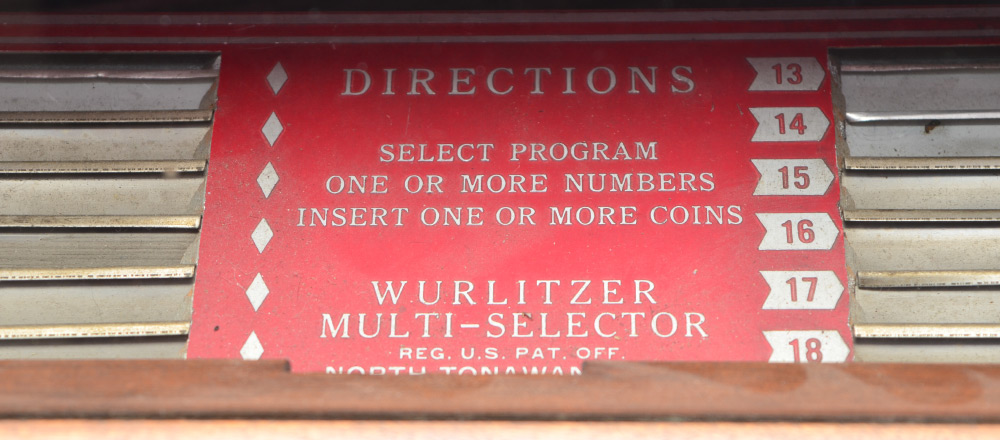 DIRECTIONS
SELECT PROGRAM
ONE OR MORE NUMBERS
INSERT ONE OR MORE COINS
WURLITZER
MULTI-SELECTOR
REG. U.S. PAT. OFF.
NORTH
13
14
15
16
17
18